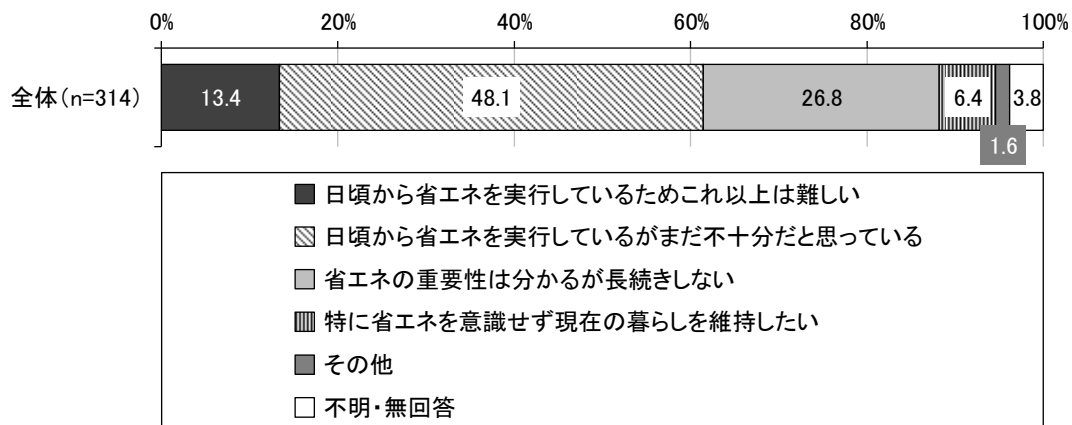 0% 20% 40% 60% 80% 100%
全体(n=314) 13.4 48.1 26.8 6.4 3.8
1.6
日頃から省エネを実行しているためこれ以上は難しい
日頃から省エネを実行しているがまだ不十分だと思っている
省エネの重要性は分かるが長続きしない
特に省エネを意識せず現在の暮らしを維持したい
その他
不明・無回答